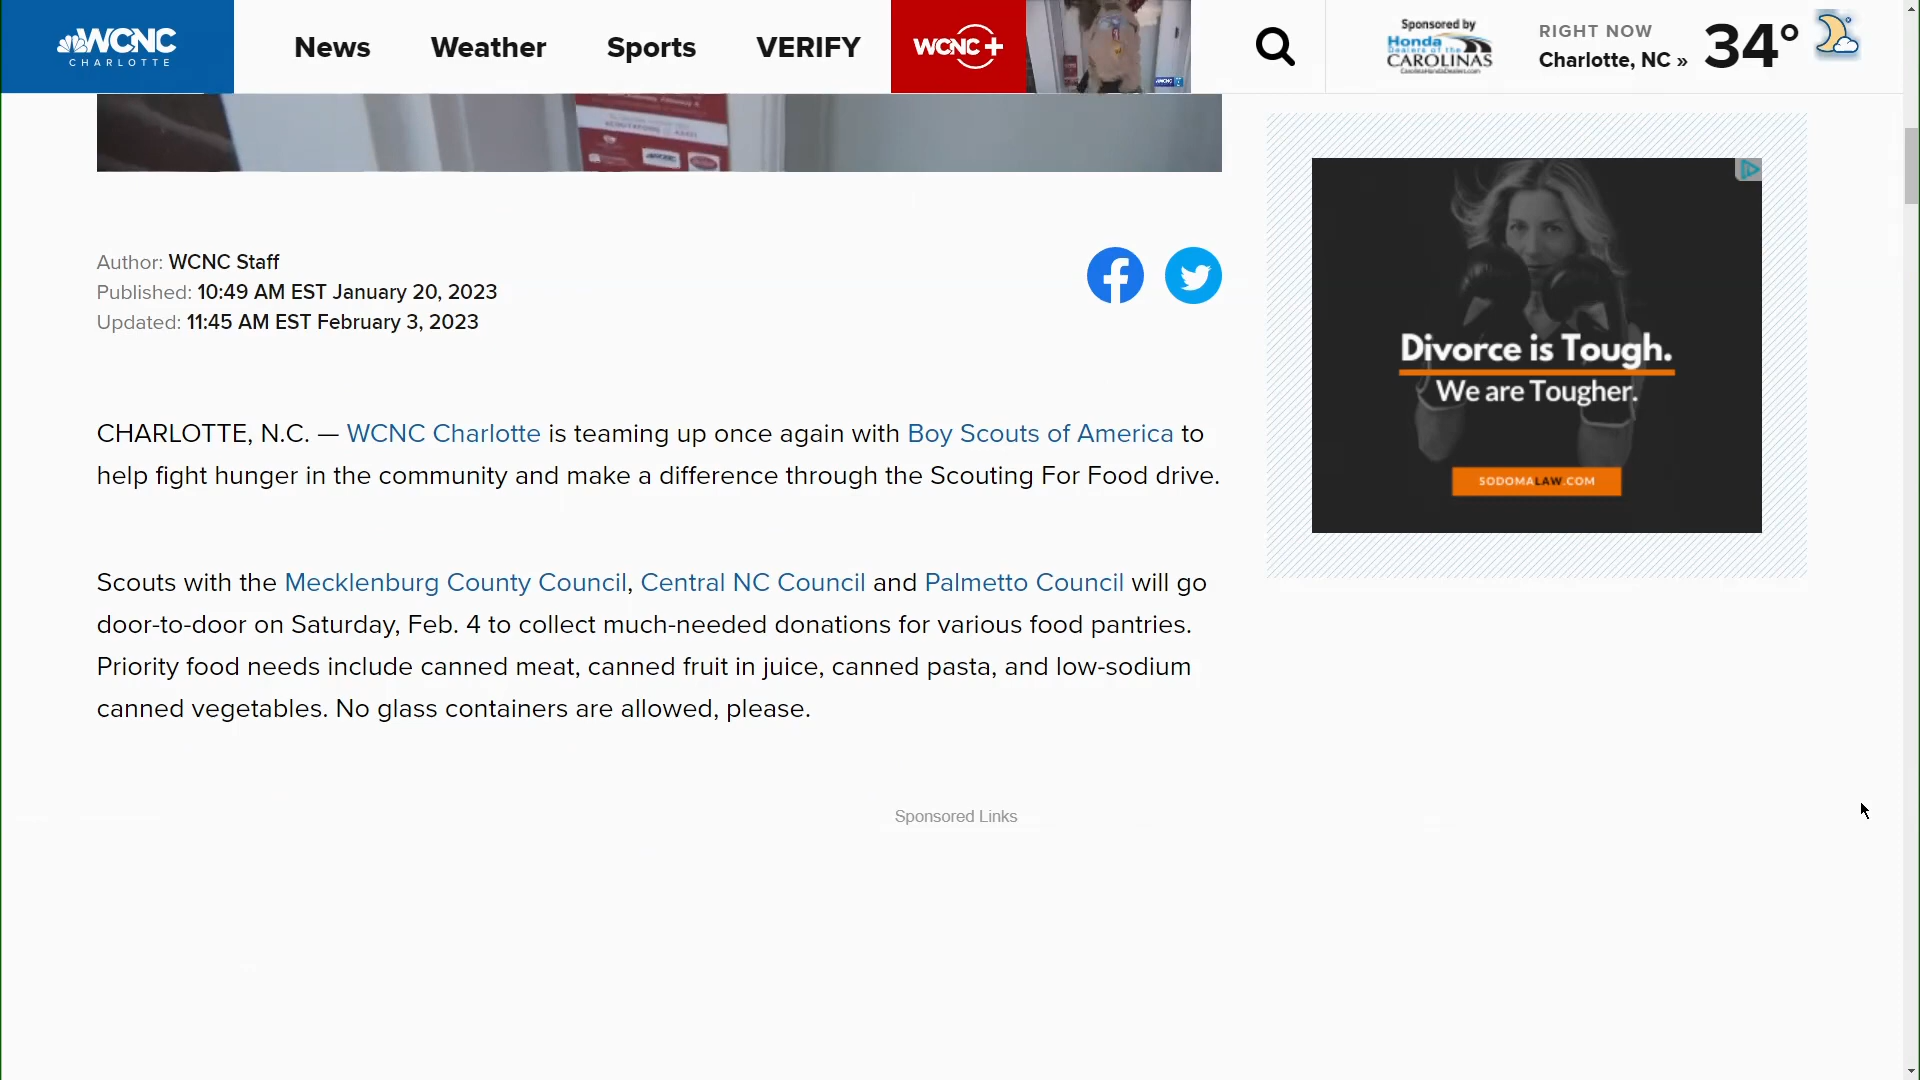 WCNC
CHARLOTTE
News
Weather
Sports
VERIFY
WCNC+
Sponsored by
Honda
Dealers of the
CAROLINAS
CarolinaHondaDealers.com
RIGHT NOW
Charlotte, NC »
34°
Author: WCNC Staff
Published: 10:49 AM EST January 20, 2023
Updated: 11:45 AM EST February 3, 2023
Divorce is Tough.
We are Tougher.
SODOMALAW.COM
CHARLOTTE, N.C. — WCNC Charlotte is teaming up once again with Boy Scouts of America to
help fight hunger in the community and make a difference through the Scouting For Food drive.
Scouts with the Mecklenburg County Council, Central NC Council and Palmetto Council will go
door-to-door on Saturday, Feb. 4 to collect much-needed donations for various food pantries.
Priority food needs include canned meat, canned fruit in juice, canned pasta, and low-sodium
canned vegetables. No glass containers are allowed, please.
Sponsored Links